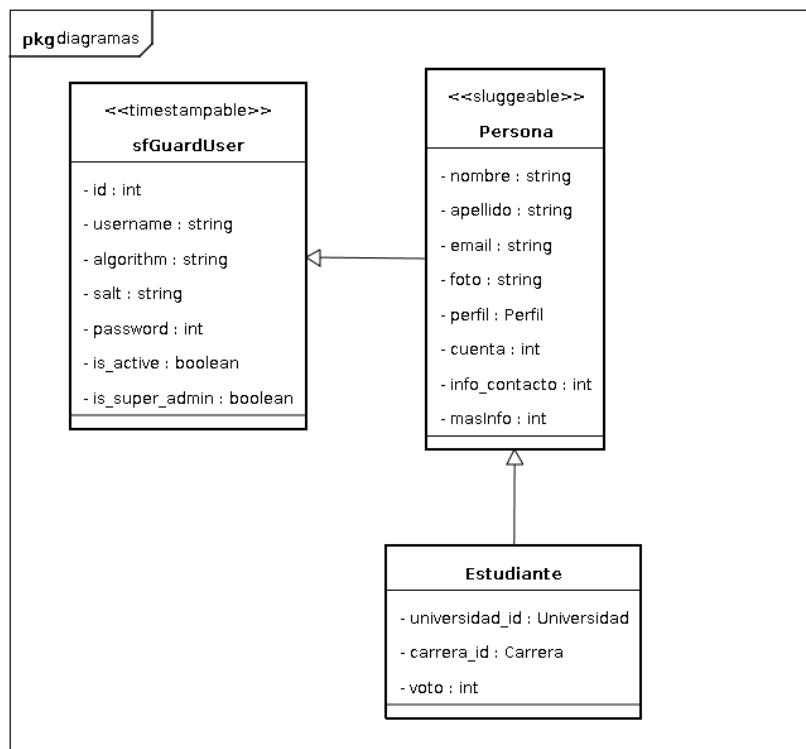 pkg diagramas
<<timestampable>>
sfGuardUser
- id : int
- username : string
- algorithm : string
- salt : string
- password : int
- is_active : boolean
- is_super_admin : boolean
<<sluggeable>>
Persona
- nombre : string
- apellido : string
- email : string
- foto : string
- perfil : Perfil
- cuenta : int
- info_contacto : int
- masInfo : int
Estudiante
- universidad_id : Universidad
- carrera_id : Carrera
- voto : int